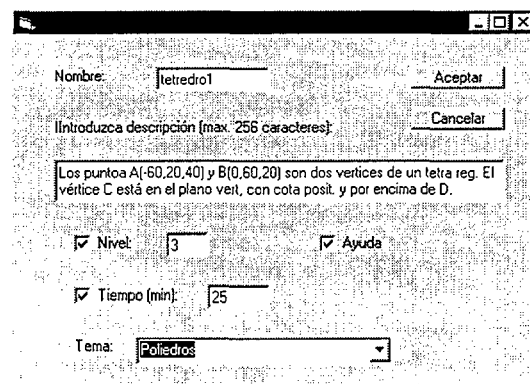 Nombre: tetredro1 Aceptar
IIntroduzca descripción (max. 256 caracteres): Cancelar
Los puntoa A(-60,20,40) y B(0,60,20) son dos vertices de un tetra reg. El
vértice C está en el plano vert, con cota posit. y por encima de D.
Nivel: 3 Ayuda
Tiempo (min): 25
Tema: Poliedros